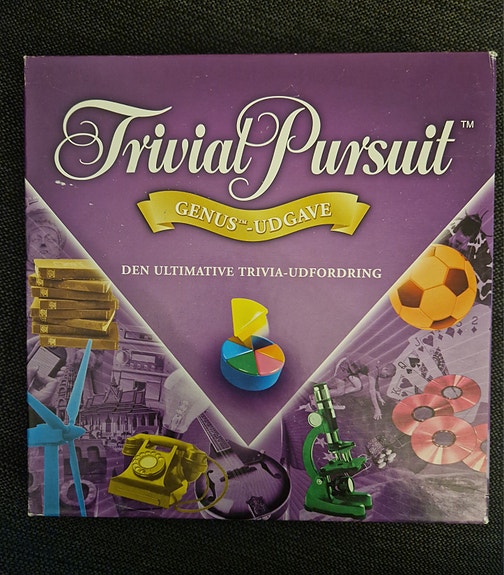 Trivial Pursuit™
GENUS™-UDGAVE
DEN ULTIMATIVE TRIVIA-UDFORDRING